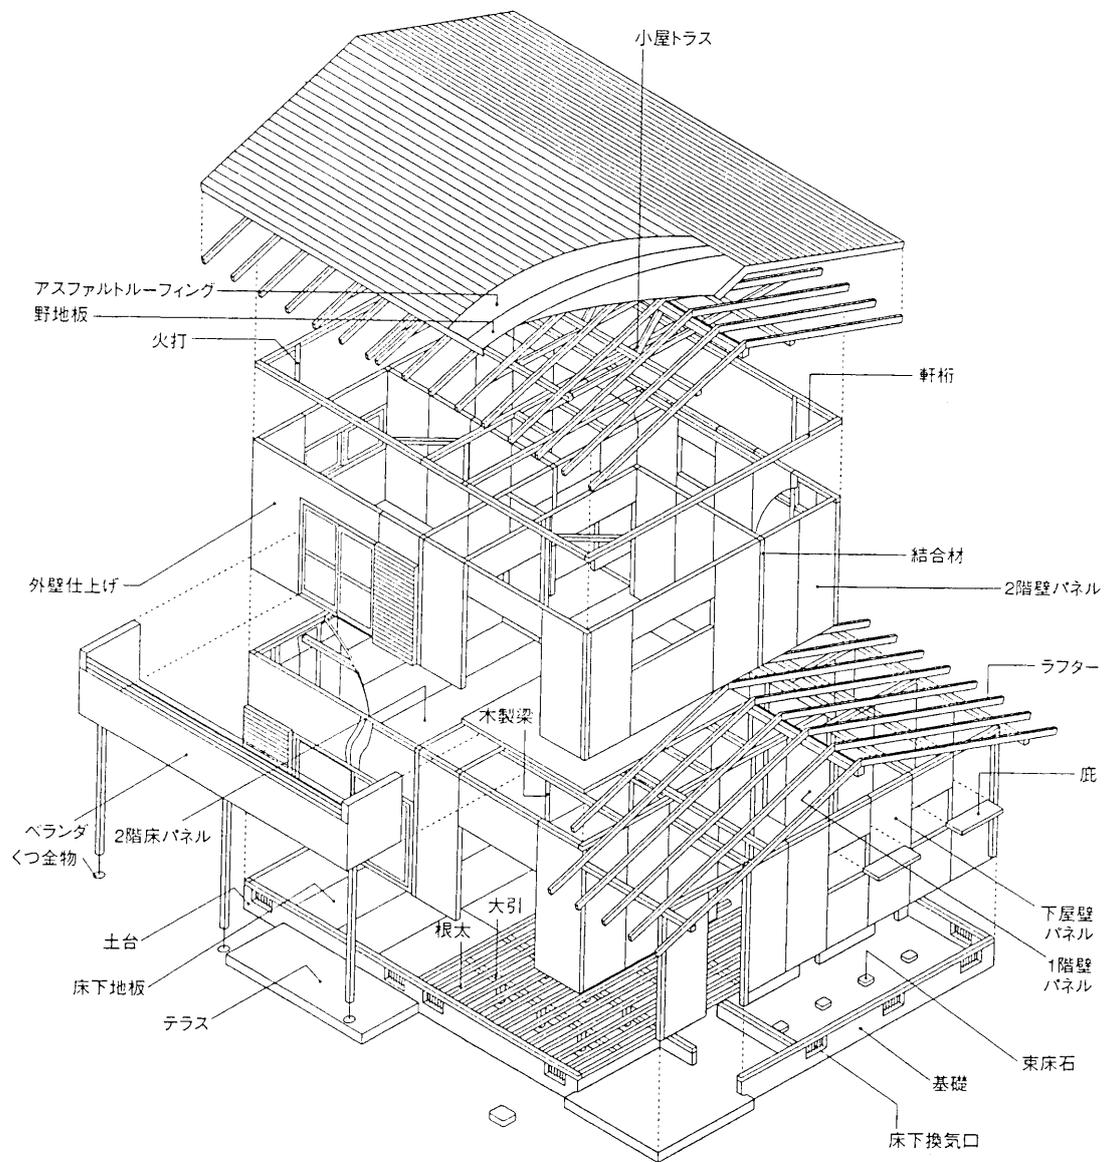 小屋トラス
アスファルトルーフィング
野地板
火打
軒桁
結合材
外壁仕上げ
2階壁パネル
ラフター
木製梁
庇
ベランダ
2階床パネル
くつ金物
大引
下屋壁
パネル
土台
根太
1階壁
パネル
床下地板
テラス
束床石
基礎
床下換気口